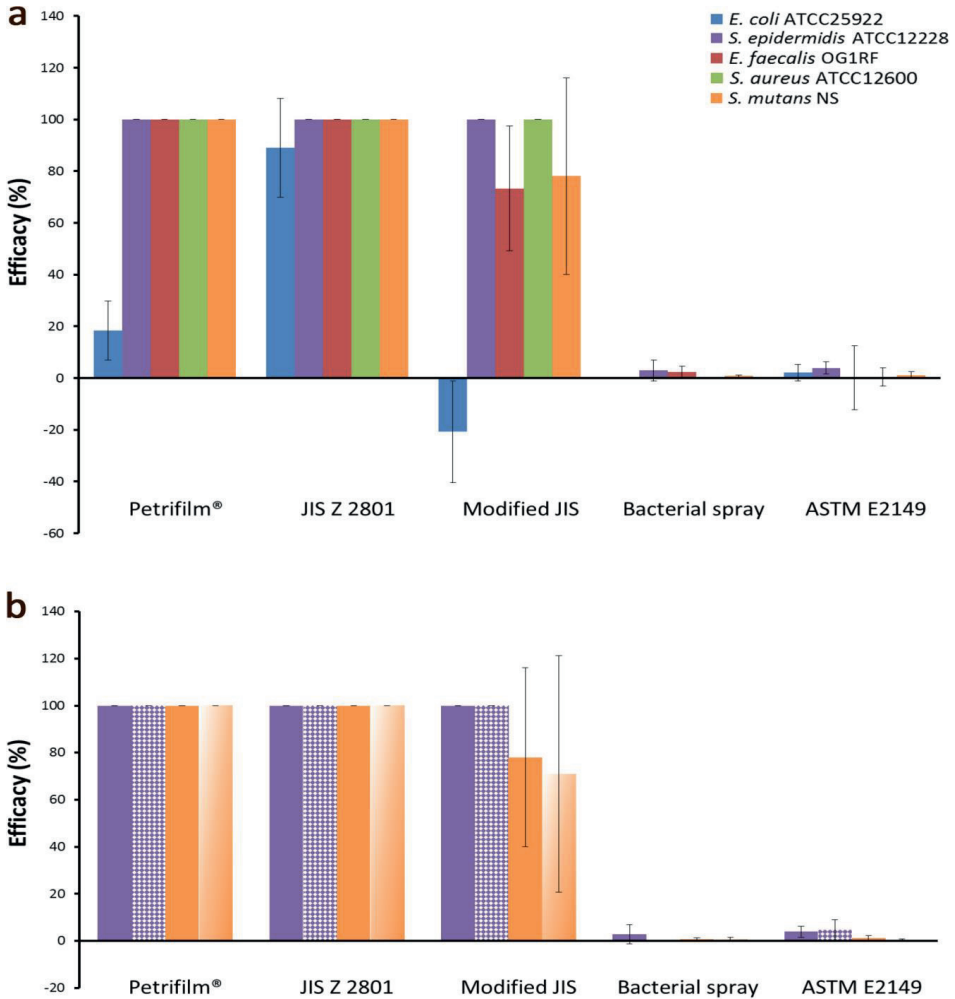 a
E. coli ATCC25922
S. epidermidis ATCC12228
E. faecalis OG1RF
S. aureus ATCC12600
S. mutans NS
Efficacy (%)
140
120
100
80
60
40
20
0
-20
-40
-60
Petrifilm® JIS Z 2801 Modified JIS Bacterial spray ASTM E2149
b
Efficacy (%)
140
120
100
80
60
40
20
0
-20
Petrifilm® JIS Z 2801 Modified JIS Bacterial spray ASTM E2149